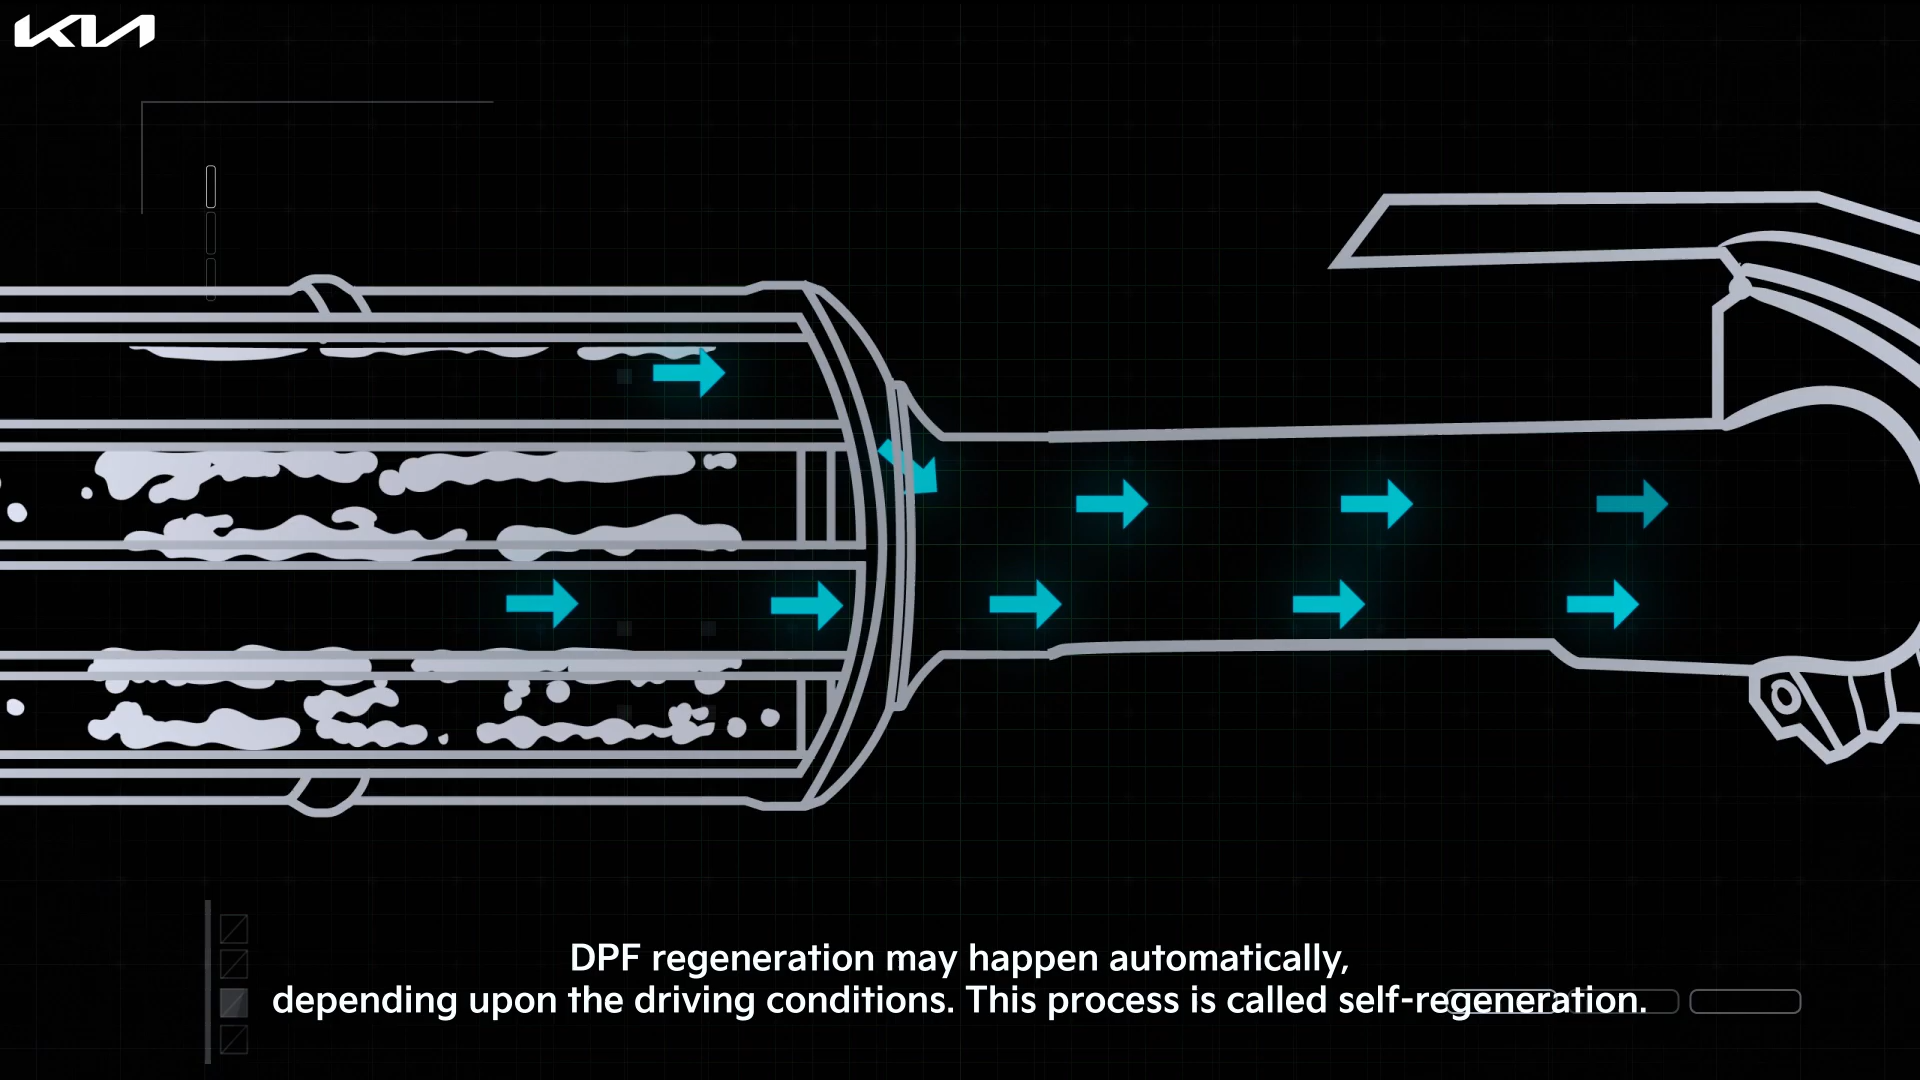 KIA
DPF regeneration may happen automatically,
depending upon the driving conditions. This process is called self-regeneration.